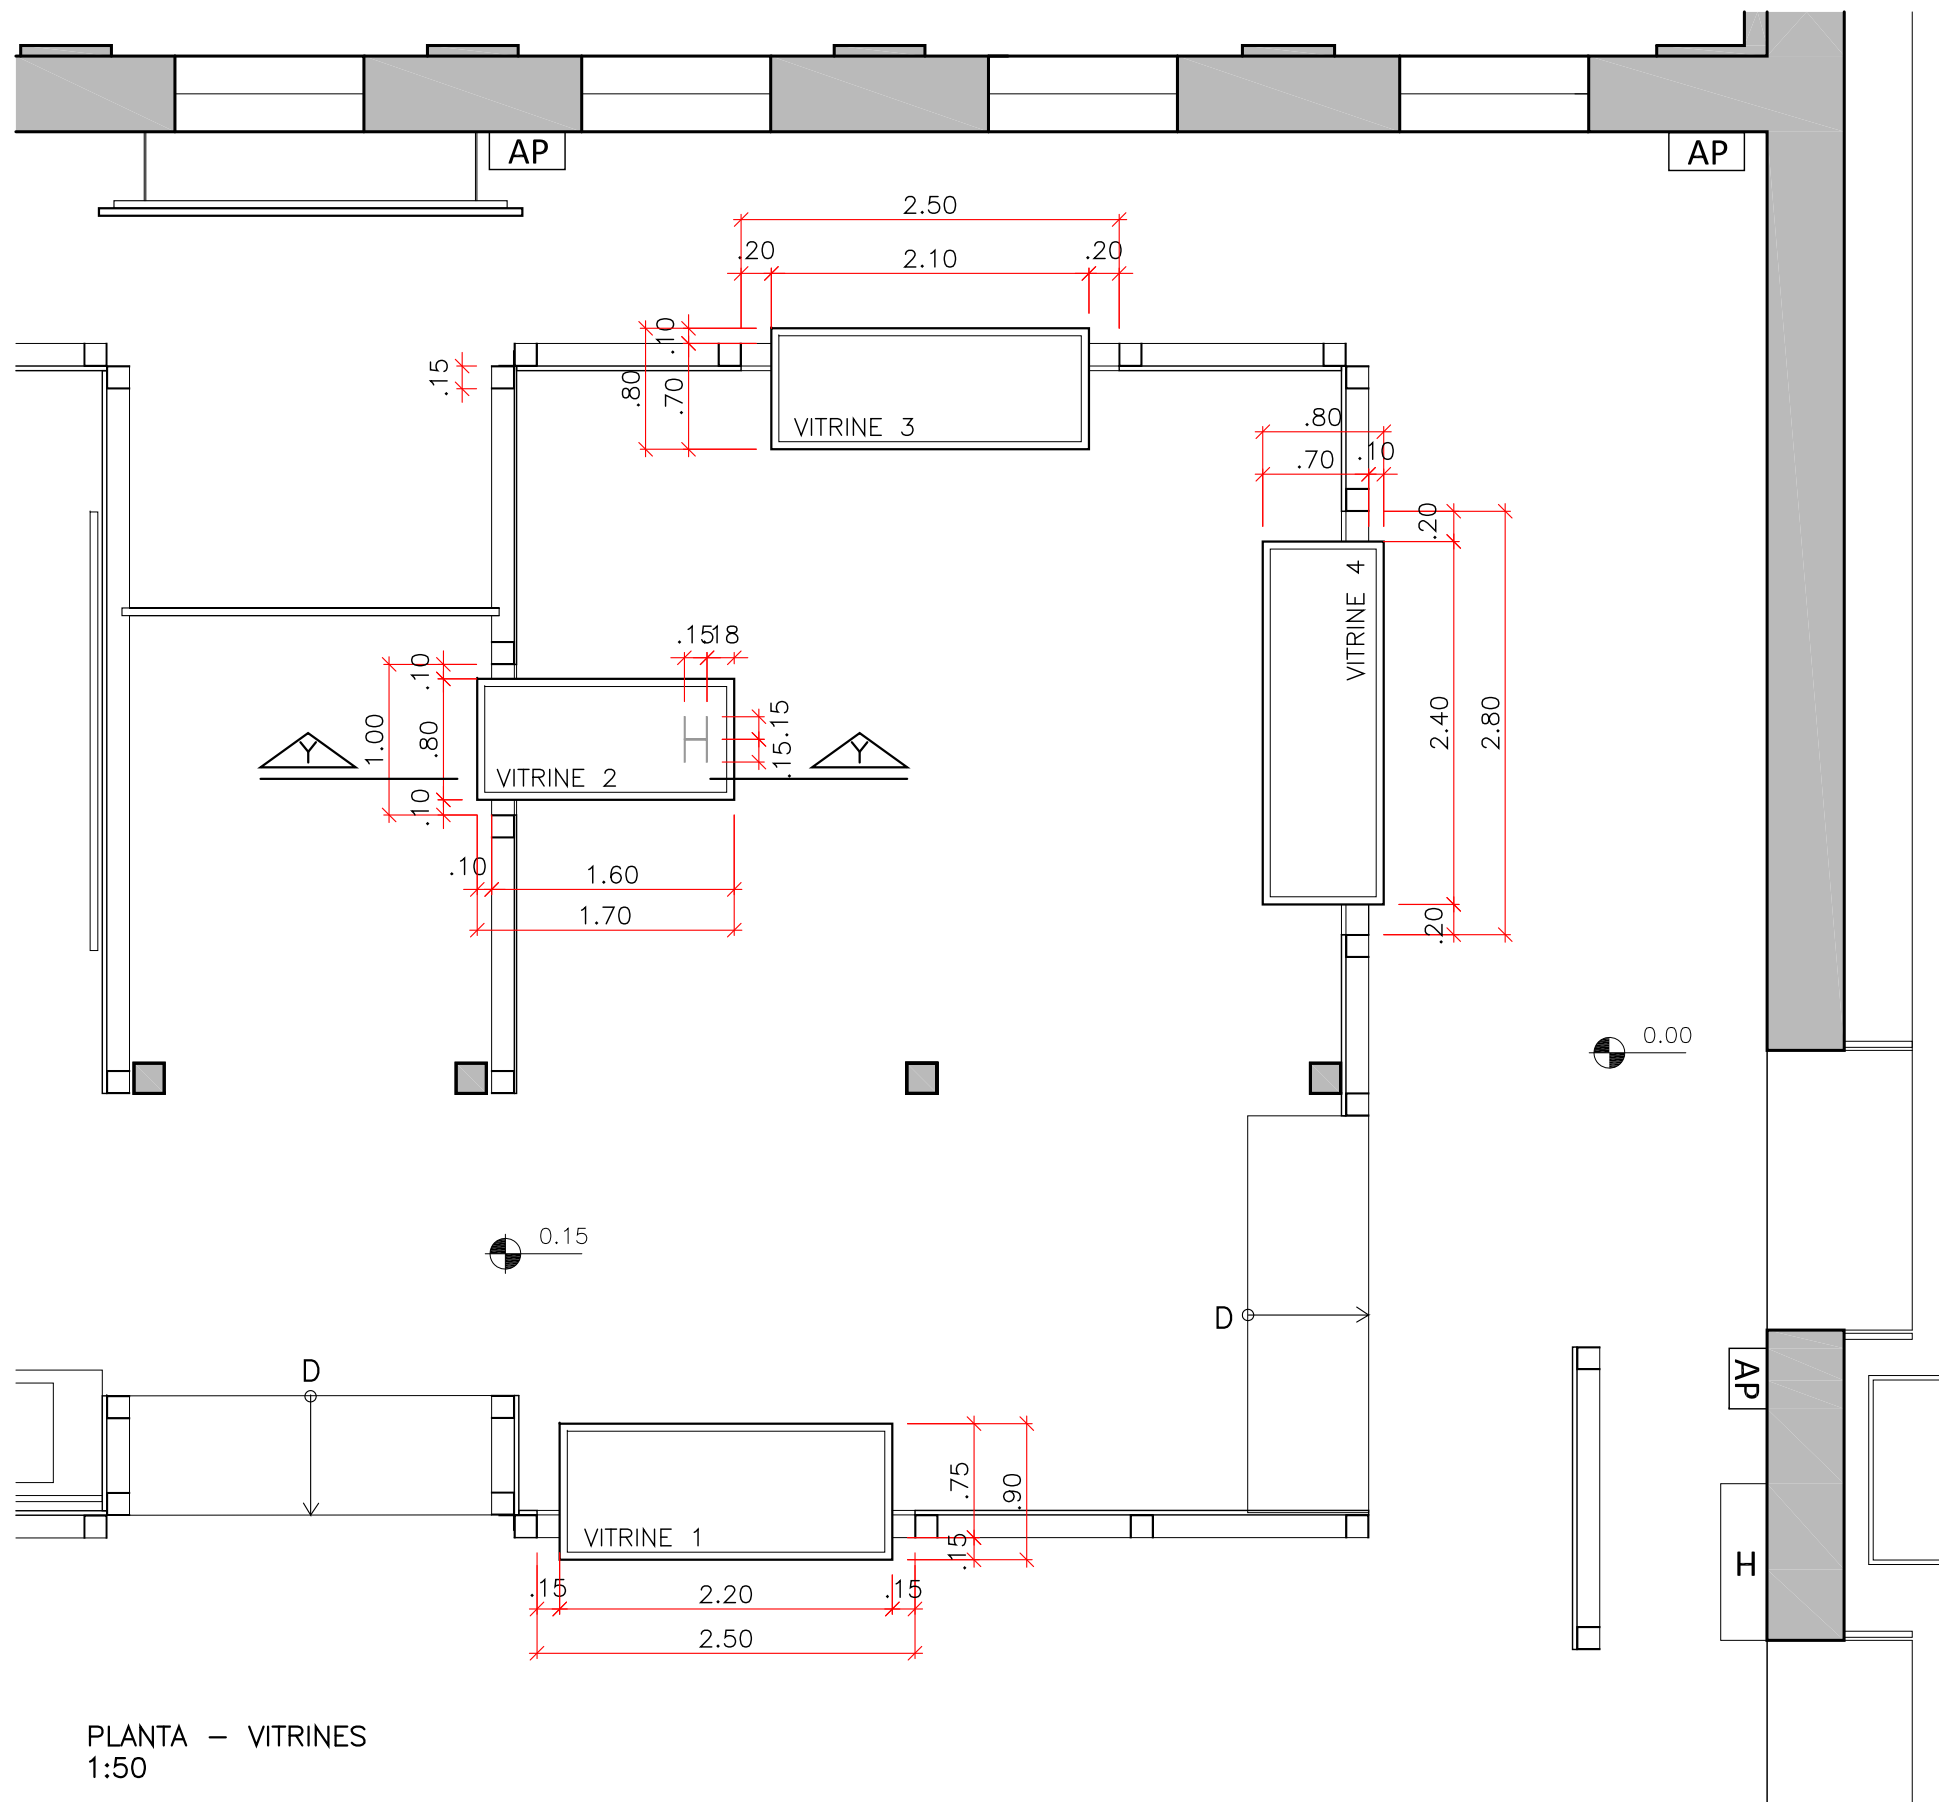 AP
AP
2.50
.20
2.10
.20
.10
.80
.70
.15
VITRINE 3
.80
.70
.10
.20
VITRINE 4
2.40
2.80
.20
.15
.18
.10
1.00
.80
.10
.15
.15
H
Y
Y
VITRINE 2
.10
1.60
1.70
0.00
0.15
D
D
AP
.75
.90
.15
VITRINE 1
H
.15
2.20
.15
2.50
PLANTA – VITRINES
1:50